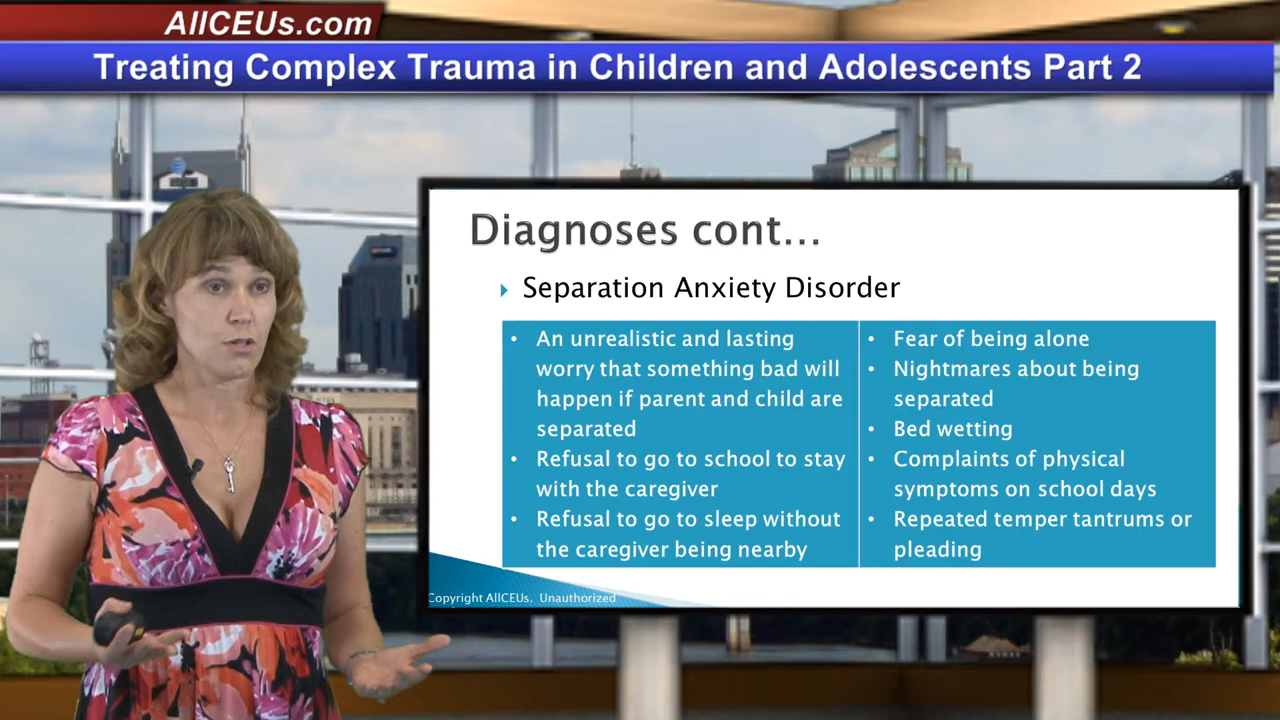 AllCEUs.com
Treating Complex Trauma in Children and Adolescents Part 2
Diagnoses cont...
Separation Anxiety Disorder
• An unrealistic and lasting
worry that something bad will
happen if parent and child are
separated
• Refusal to go to school to stay
with the caregiver
• Refusal to go to sleep without
the caregiver being nearby
• Fear of being alone
• Nightmares about being
separated
• Bed wetting
• Complaints of physical
symptoms on school days
• Repeated temper tantrums or
pleading
Copyright AllCEUs. Unauthorized